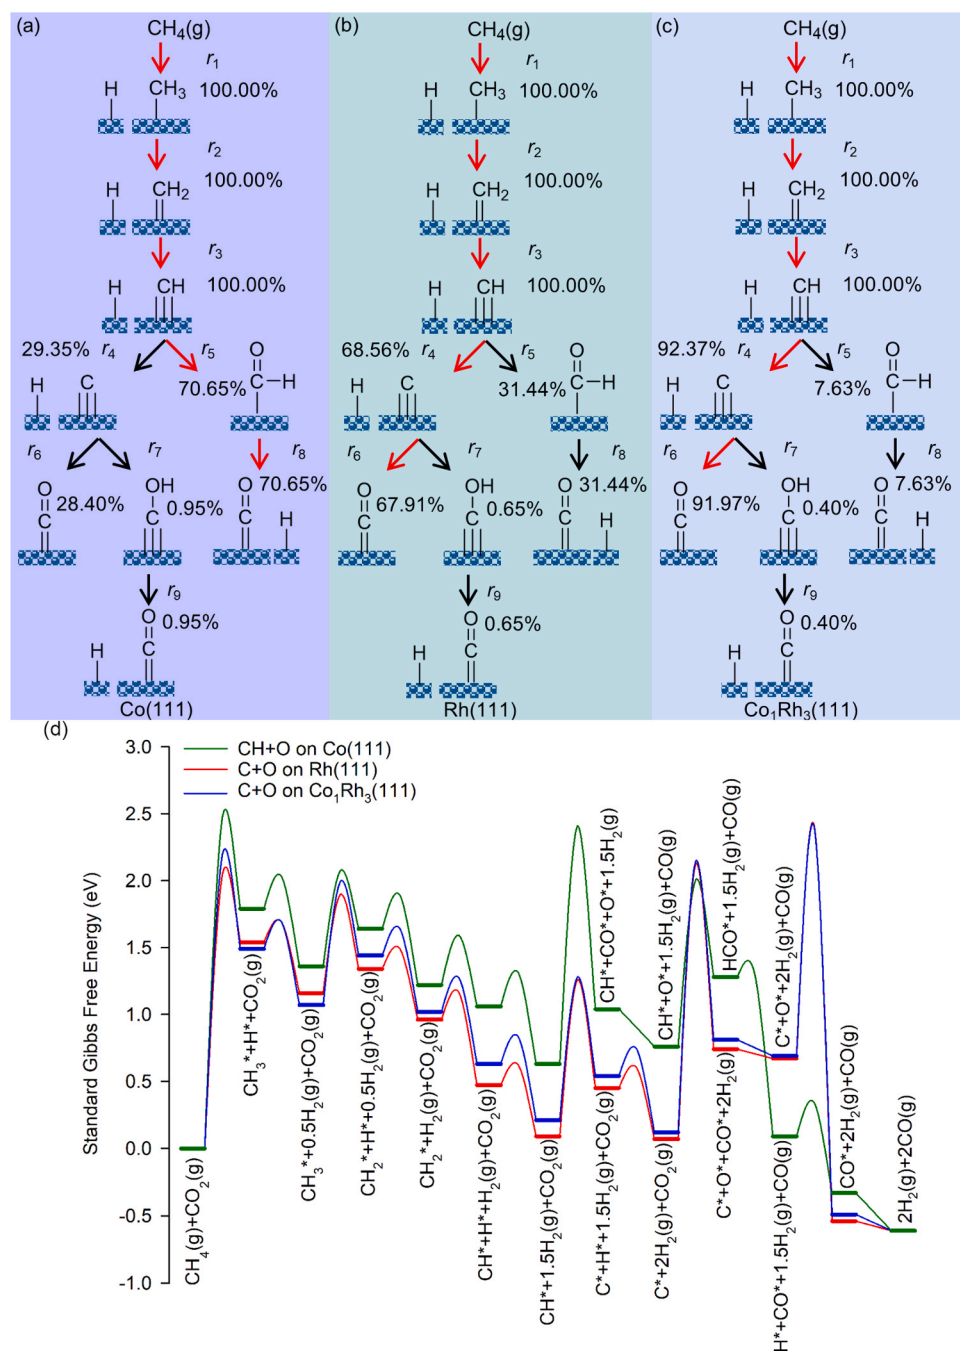 (a)
CH4(g)
r1
H
CH3
100.00%
r2
H
CH2
100.00%
r3
H
CH
100.00%
29.35%
r4
r5
H
C
70.65%
O
C
H
r6
r7
r8
O
C
28.40%
OH
C
0.95%
O
C
70.65%
H
r9
O
C
0.95%
H
Co(111)
(b)
CH4(g)
r1
H
CH3
100.00%
r2
H
CH2
100.00%
r3
H
CH
100.00%
68.56%
r4
r5
H
C
31.44%
O
C
H
r6
r7
r8
O
C
67.91%
OH
C
0.65%
O
C
31.44%
H
r9
O
C
0.65%
H
Rh(111)
(c)
CH4(g)
r1
H
CH3
100.00%
r2
H
CH2
100.00%
r3
H
CH
100.00%
92.37%
r4
r5
H
C
7.63%
O
C
H
r6
r7
r8
O
C
91.97%
OH
C
0.40%
O
C
7.63%
H
r9
O
C
0.40%
H
Co1Rh3(111)
(d)
Standard Gibbs Free Energy (eV)
3.0
2.5
2.0
1.5
1.0
0.5
0.0
-0.5
-1.0
CH+O on Co(111)
C+O on Rh(111)
C+O on Co1Rh3(111)
CH4(g)+CO2(g)
CH3*+H*+CO2(g)
CH3*+0.5H2(g)+CO2(g)
CH2*+H*+0.5H2(g)+CO2(g)
CH2*+H2(g)+CO2(g)
CH*+H*+H2(g)+CO2(g)
CH*+1.5H2(g)+CO2(g)
CH*+CO*+O*+1.5H2(g)
C*+H*+1.5H2(g)+CO2(g)
CH*+O*+1.5H2(g)+CO(g)
C*+2H2(g)+CO2(g)
HCO*+1.5H2(g)+CO(g)
C*+O*+CO*+2H2(g)
C*+O*+2H2(g)+CO(g)
H*+CO*+1.5H2(g)+CO(g)
CO*+2H2(g)+CO(g)
2H2(g)+2CO(g)